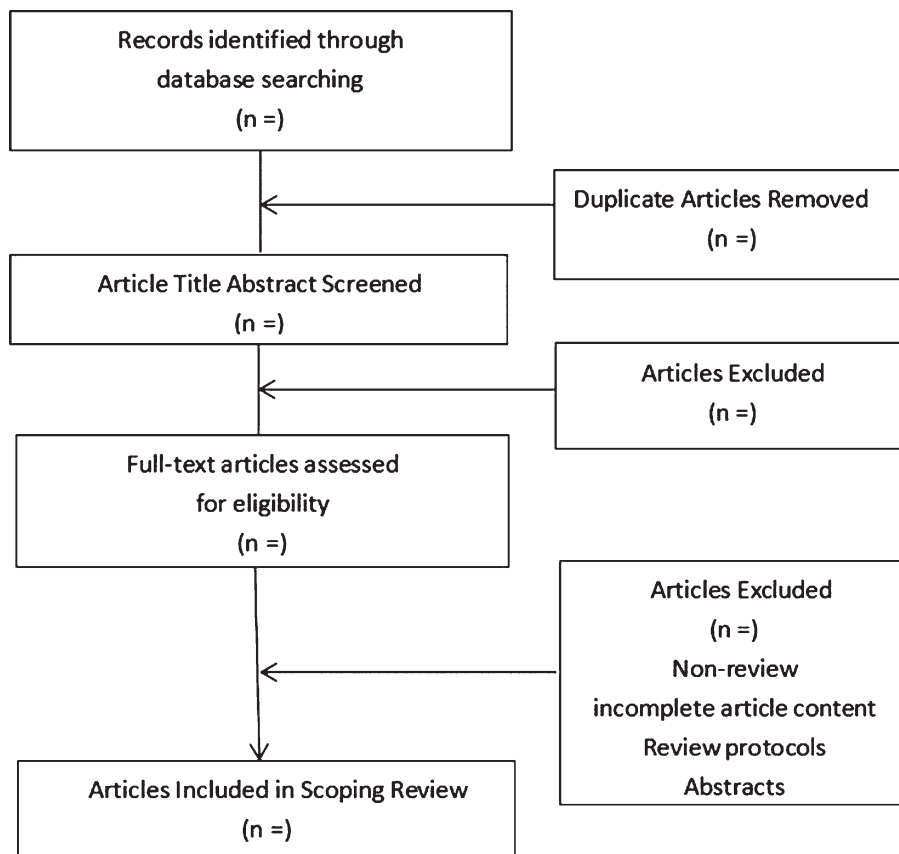 Records identified through
database searching
(n =)
Duplicate Articles Removed
(n =)
Article Title Abstract Screened
(n =)
Articles Excluded
(n =)
Full-text articles assessed
for eligibility
(n =)
Articles Excluded
(n =)
Non-review
incomplete article content
Review protocols
Abstracts
Articles Included in Scoping Review
(n =)